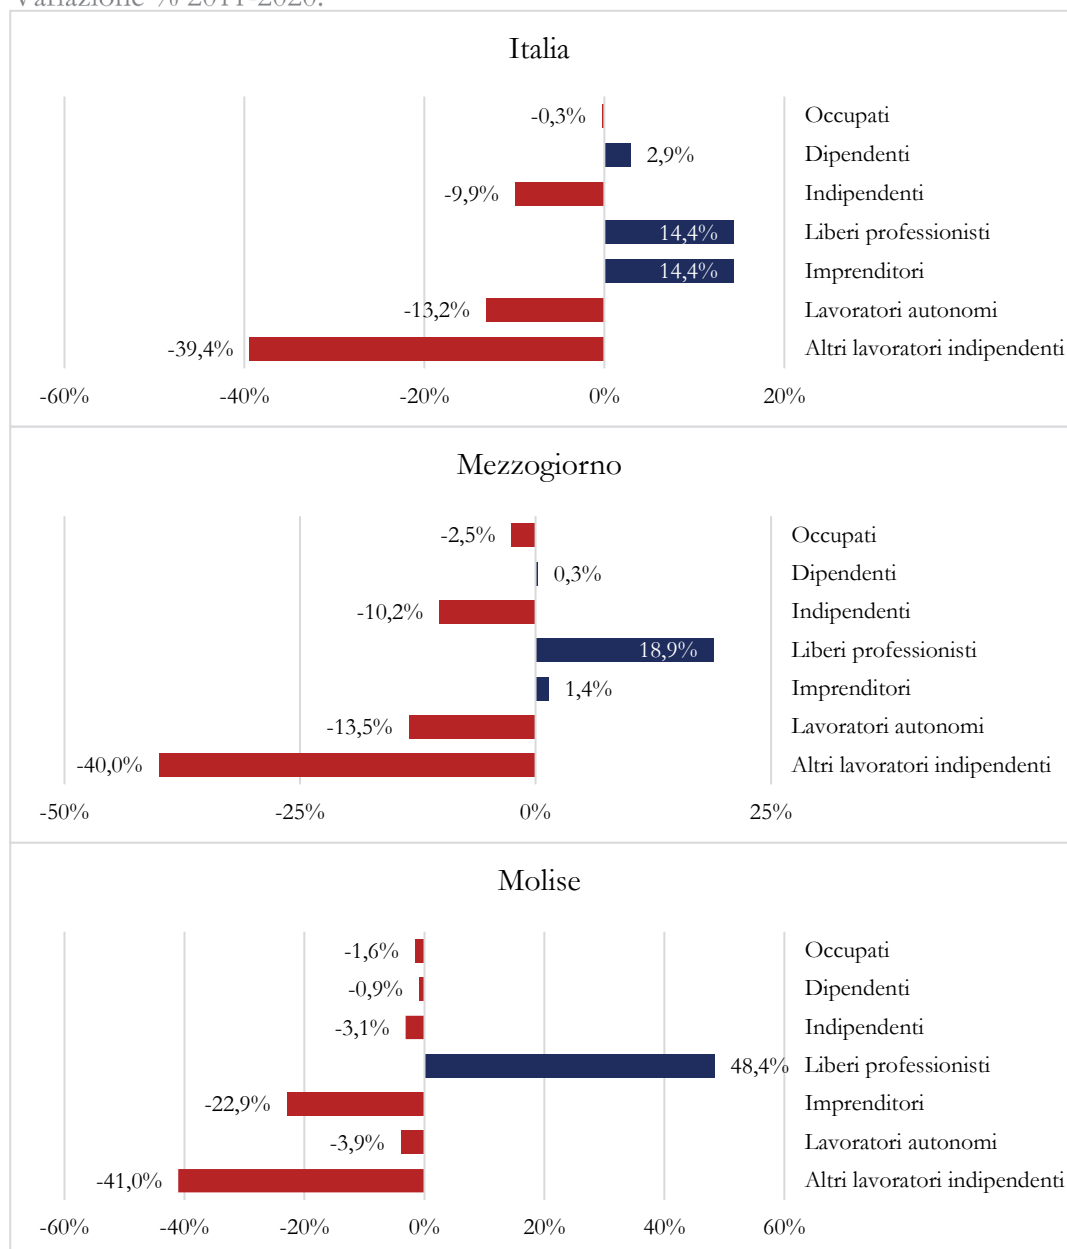 Variazione % 2011-2020.
Italia
-0,3% Occupati
2,9% Dipendenti
-9,9% Indipendenti
14,4% Liberi professionisti
14,4% Imprenditori
-13,2% Lavoratori autonomi
-39,4% Altri lavoratori indipendenti
-60% -40% -20% 0% 20%
Mezzogiorno
-2,5% Occupati
0,3% Dipendenti
-10,2% Indipendenti
18,9% Liberi professionisti
1,4% Imprenditori
-13,5% Lavoratori autonomi
-40,0% Altri lavoratori indipendenti
-50% -25% 0% 25%
Molise
-1,6% Occupati
-0,9% Dipendenti
-3,1% Indipendenti
48,4% Liberi professionisti
-22,9% Imprenditori
-3,9% Lavoratori autonomi
-41,0% Altri lavoratori indipendenti
-60% -40% -20% 0% 20% 40% 60%